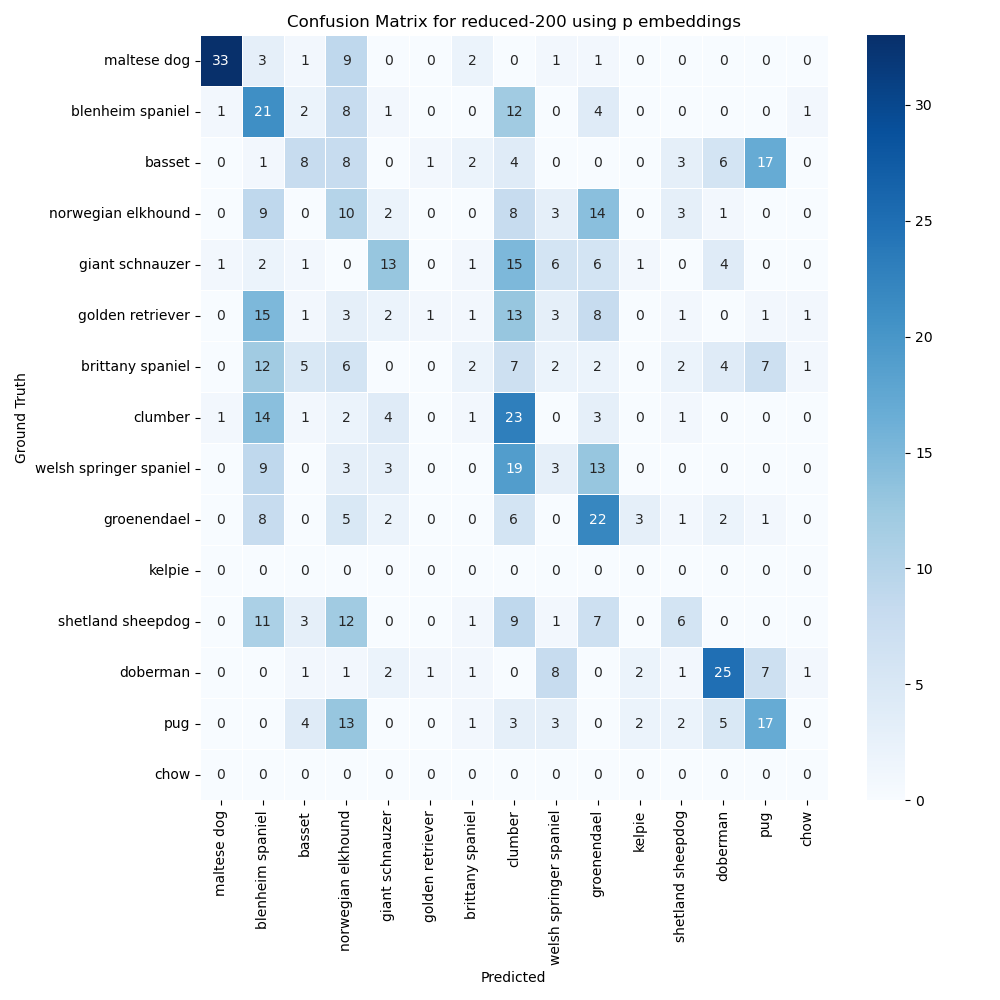 Confusion Matrix for reduced-200 using p embeddings
Ground Truth
maltese dog 33 3 1 9 0 0 2 0 1 1 0 0 0 0 0
blenheim spaniel 1 21 2 8 1 0 0 12 0 4 0 0 0 0 1
basset 0 1 8 8 0 1 2 4 0 0 0 3 6 17 0
norwegian elkhound 0 9 0 10 2 0 0 8 3 14 0 3 1 0 0
giant schnauzer 1 2 1 0 13 0 1 15 6 6 1 0 4 0 0
golden retriever 0 15 1 3 2 1 1 13 3 8 0 1 0 1 1
brittany spaniel 0 12 5 6 0 0 2 7 2 2 0 2 4 7 1
clumber 1 14 1 2 4 0 1 23 0 3 0 1 0 0 0
welsh springer spaniel 0 9 0 3 3 0 0 19 3 13 0 0 0 0 0
groenendael 0 8 0 5 2 0 0 6 0 22 3 1 2 1 0
kelpie 0 0 0 0 0 0 0 0 0 0 0 0 0 0 0
shetland sheepdog 0 11 3 12 0 0 1 9 1 7 0 6 0 0 0
doberman 0 0 1 1 2 1 1 0 8 0 2 1 25 7 1
pug 0 0 4 13 0 0 1 3 3 0 2 2 5 17 0
chow 0 0 0 0 0 0 0 0 0 0 0 0 0 0 0
maltese dog
blenheim spaniel
basset
norwegian elkhound
giant schnauzer
golden retriever
brittany spaniel
clumber
welsh springer spaniel
groenendael
kelpie
shetland sheepdog
doberman
pug
chow
Predicted
30
25
20
15
10
5
0